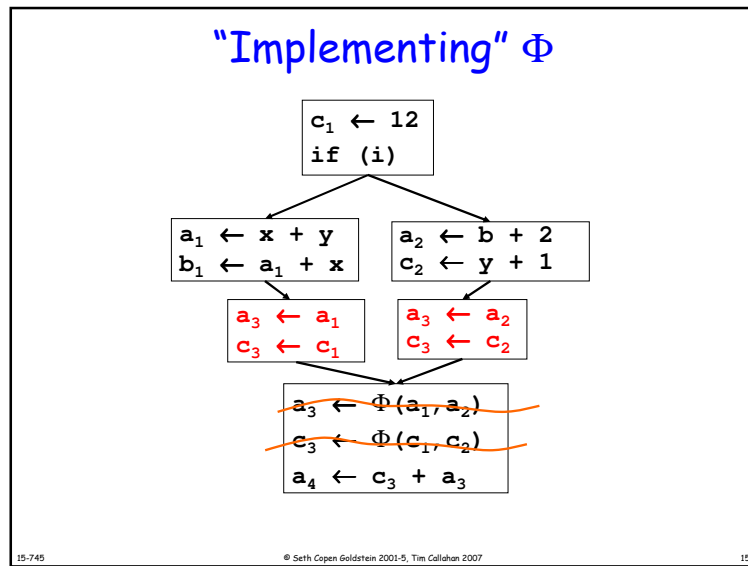 "Implementing" Φ
c₁ ← 12
if (i)
a₁ ← x + y
b₁ ← a₁ + x
a₂ ← b + 2
c₂ ← y + 1
a₃ ← a₁
c₃ ← c₁
a₃ ← a₂
c₃ ← c₂
a₃ ← Φ(a₁,a₂)
c₃ ← Φ(c₁,c₂)
a₄ ← c₃ + a₃
15-745
© Seth Copen Goldstein 2001-5, Tim Callahan 2007
15